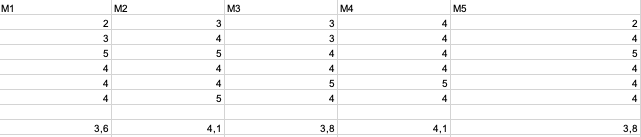 M1 M2 M3 M4 M5
2 3 3 4 2
3 4 3 4 4
5 5 4 4 5
4 4 4 4 4
4 4 5 5 4
4 5 4 4 4
3,6 4,1 3,8 4,1 3,8